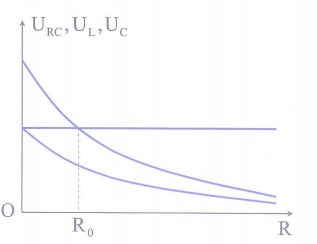 U_RC, U_L, U_C
O
R_0
R